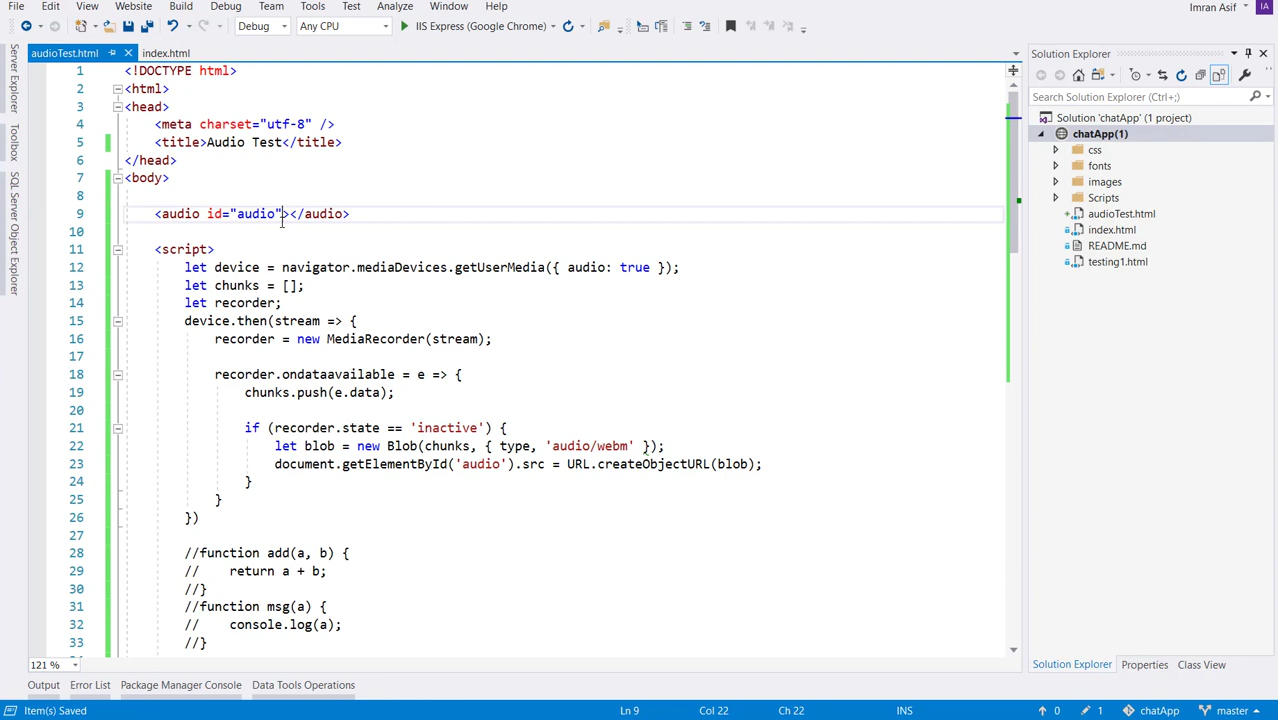 File Edit View Website Build Debug Team Tools Test Analyze Window Help Imran Asif IA
Debug Any CPU IIS Express (Google Chrome)
audioTest.html index.html
1 <!DOCTYPE html>
2 <html>
3 <head>
4 <meta charset="utf-8" />
5 <title>Audio Test</title>
6 </head>
7 <body>
8
9 <audio id="audio"></audio>
10
11 <script>
12 let device = navigator.mediaDevices.getUserMedia({ audio: true });
13 let chunks = [];
14 let recorder;
15 device.then(stream => {
16 recorder = new MediaRecorder(stream);
17
18 recorder.ondataavailable = e => {
19 chunks.push(e.data);
20
21 if (recorder.state == 'inactive') {
22 let blob = new Blob(chunks, { type, 'audio/webm' });
23 document.getElementById('audio').src = URL.createObjectURL(blob);
24 }
25 }
26 })
27
28 //function add(a, b) {
29 // return a + b;
30 //}
31 //function msg(a) {
32 // console.log(a);
33 //}
121 %
Server Explorer
Toolbox
SQL Server Object Explorer
Solution Explorer
Search Solution Explorer (Ctrl+;)
Solution 'chatApp' (1 project)
chatApp(1)
css
fonts
images
Scripts
audioTest.html
index.html
README.md
testing1.html
Solution Explorer Properties Class View
Output Error List Package Manager Console Data Tools Operations
Item(s) Saved Ln 9 Col 22 Ch 22 INS 0 1 chatApp master